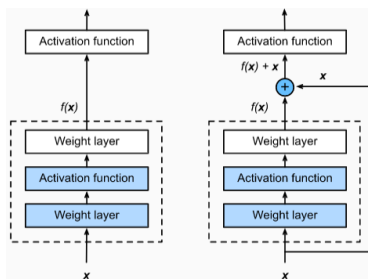 Activation function
f(x)
Weight layer
Activation function
Weight layer
x
Activation function
f(x) + x
x
+
f(x)
Weight layer
Activation function
Weight layer
x